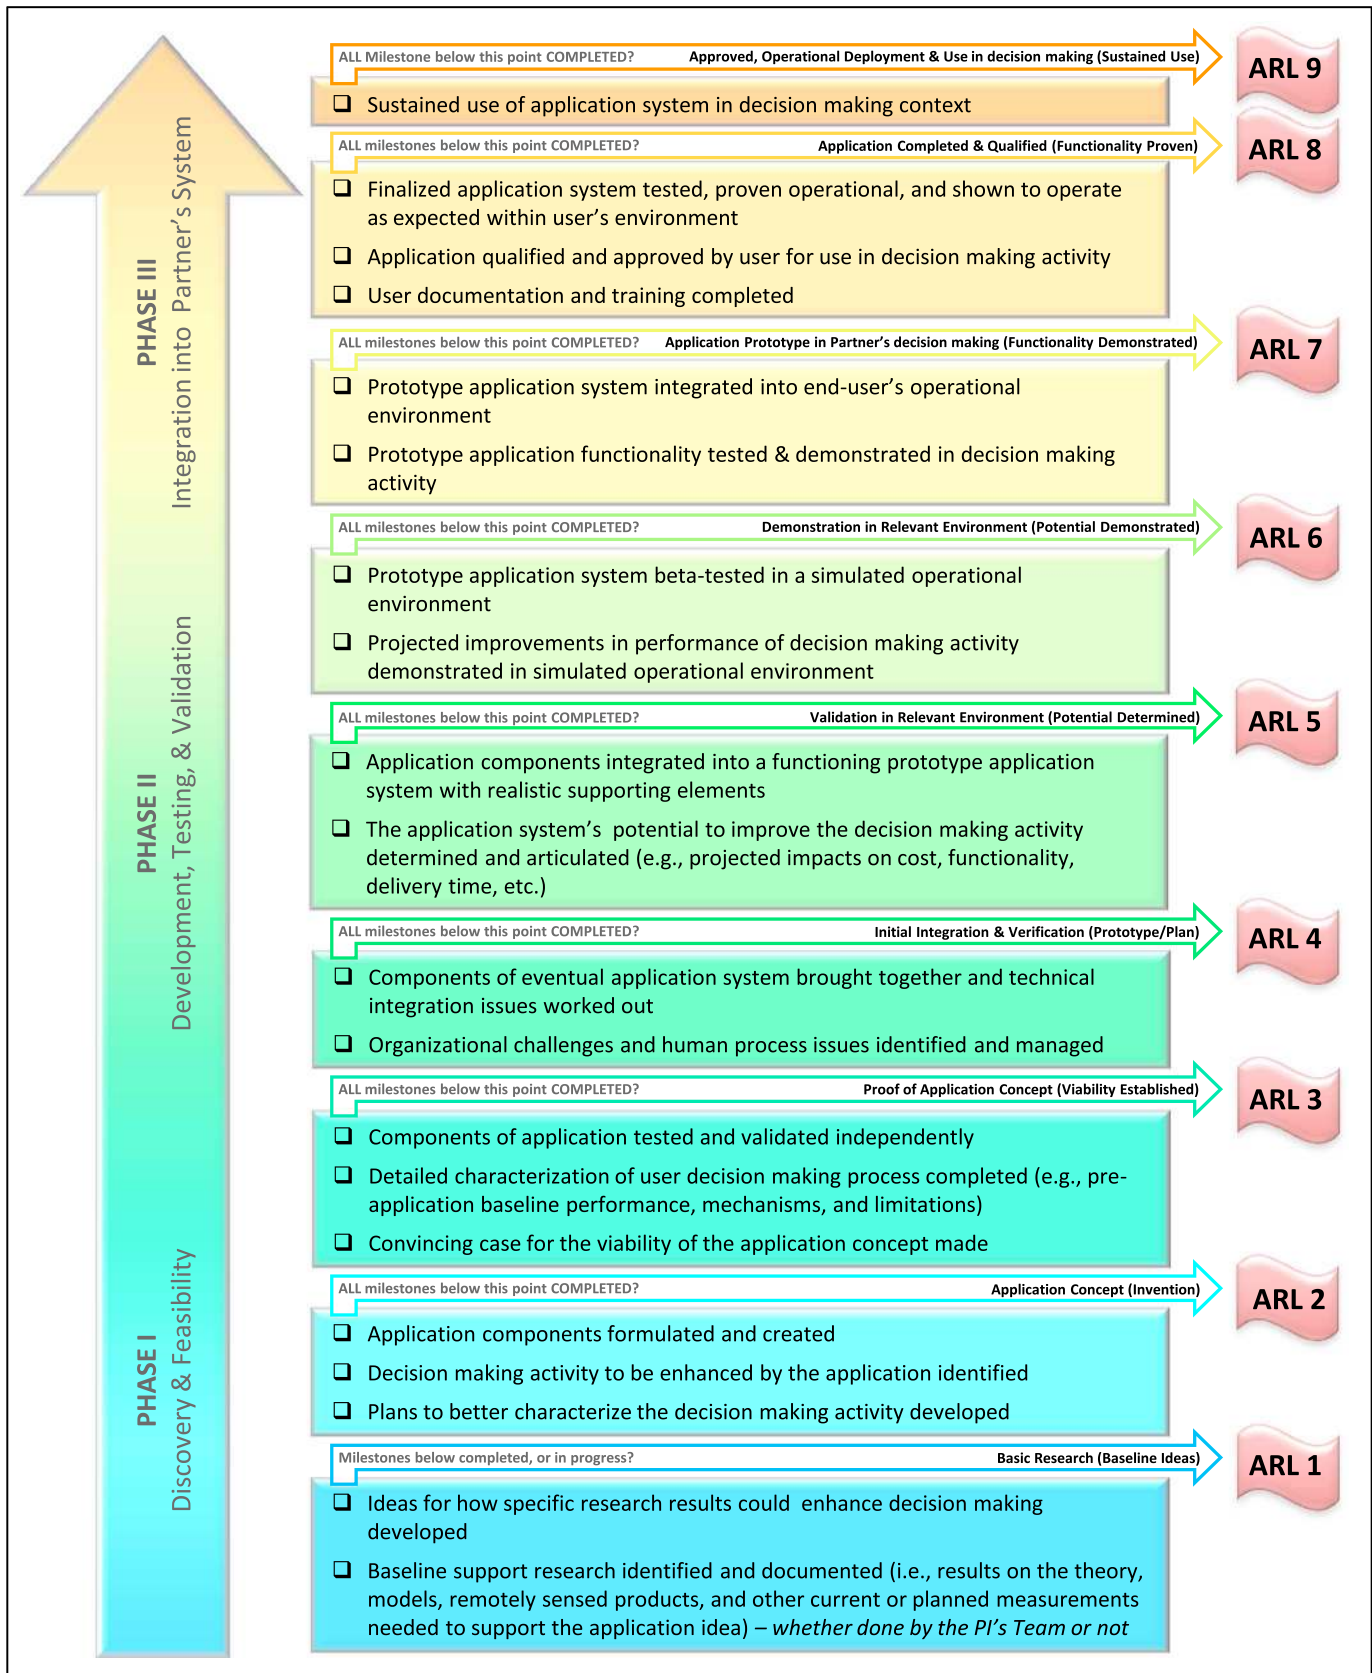 ALL Milestone below this point COMPLETED? Approved, Operational Deployment & Use in decision making (Sustained Use)
ARL 9
❑ Sustained use of application system in decision making context
ALL milestones below this point COMPLETED? Application Completed & Qualified (Functionality Proven)
ARL 8
❑ Finalized application system tested, proven operational, and shown to operate
as expected within user's environment
❑ Application qualified and approved by user for use in decision making activity
❑ User documentation and training completed
PHASE III
Integration into Partner's System
ALL milestones below this point COMPLETED? Application Prototype in Partner's decision making (Functionality Demonstrated)
ARL 7
❑ Prototype application system integrated into end-user's operational
environment
❑ Prototype application functionality tested & demonstrated in decision making
activity
ALL milestones below this point COMPLETED? Demonstration in Relevant Environment (Potential Demonstrated)
ARL 6
❑ Prototype application system beta-tested in a simulated operational
environment
❑ Projected improvements in performance of decision making activity
demonstrated in simulated operational environment
PHASE II
Development, Testing, & Validation
ALL milestones below this point COMPLETED? Validation in Relevant Environment (Potential Determined)
ARL 5
❑ Application components integrated into a functioning prototype application
system with realistic supporting elements
❑ The application system's potential to improve the decision making activity
determined and articulated (e.g., projected impacts on cost, functionality,
delivery time, etc.)
ALL milestones below this point COMPLETED? Initial Integration & Verification (Prototype/Plan)
ARL 4
❑ Components of eventual application system brought together and technical
integration issues worked out
❑ Organizational challenges and human process issues identified and managed
ALL milestones below this point COMPLETED? Proof of Application Concept (Viability Established)
ARL 3
❑ Components of application tested and validated independently
❑ Detailed characterization of user decision making process completed (e.g., pre-
application baseline performance, mechanisms, and limitations)
❑ Convincing case for the viability of the application concept made
PHASE I
Discovery & Feasibility
ALL milestones below this point COMPLETED? Application Concept (Invention)
ARL 2
❑ Application components formulated and created
❑ Decision making activity to be enhanced by the application identified
❑ Plans to better characterize the decision making activity developed
Milestones below completed, or in progress? Basic Research (Baseline Ideas)
ARL 1
❑ Ideas for how specific research results could enhance decision making
developed
❑ Baseline support research identified and documented (i.e., results on the theory,
models, remotely sensed products, and other current or planned measurements
needed to support the application idea) – whether done by the PI's Team or not